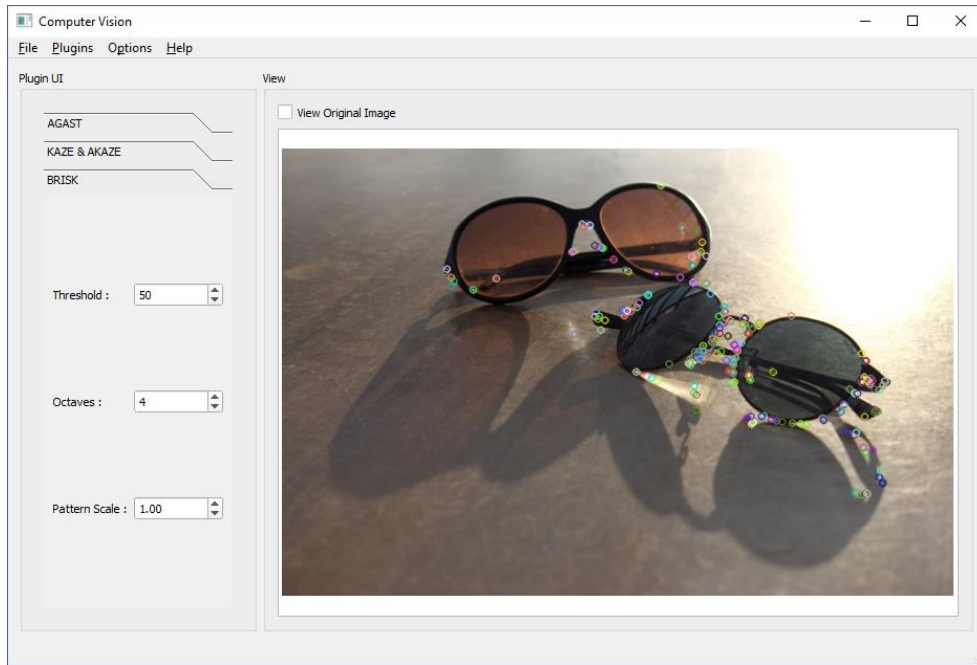 Computer Vision
File Plugins Options Help
Plugin UI
View
AGAST
KAZE & AKAZE
BRISK
View Original Image
Threshold : 50
Octaves : 4
Pattern Scale : 1.00